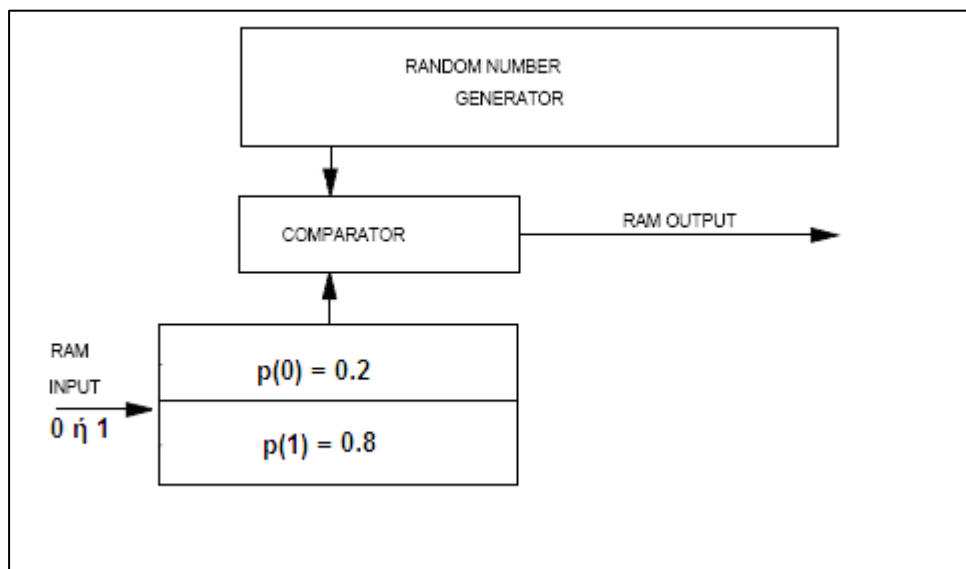 RANDOM NUMBER
GENERATOR
COMPARATOR
RAM OUTPUT
RAM
INPUT
0 ή 1
p(0) = 0.2
p(1) = 0.8